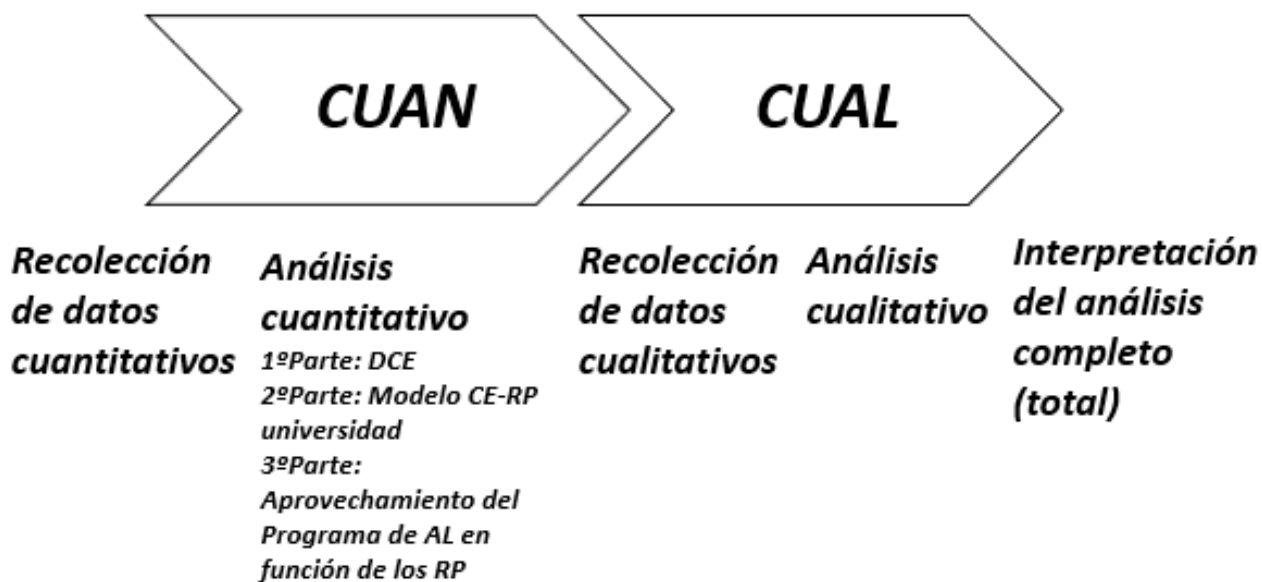 CUAN
CUAL
Recolección
de datos
cuantitativos
Análisis
cuantitativo
1ºParte: DCE
2ºParte: Modelo CE-RP
universidad
3ºParte:
Aprovechamiento del
Programa de AL en
función de los RP
Recolección
de datos
cualitativos
Análisis
cualitativo
Interpretación
del análisis
completo
(total)